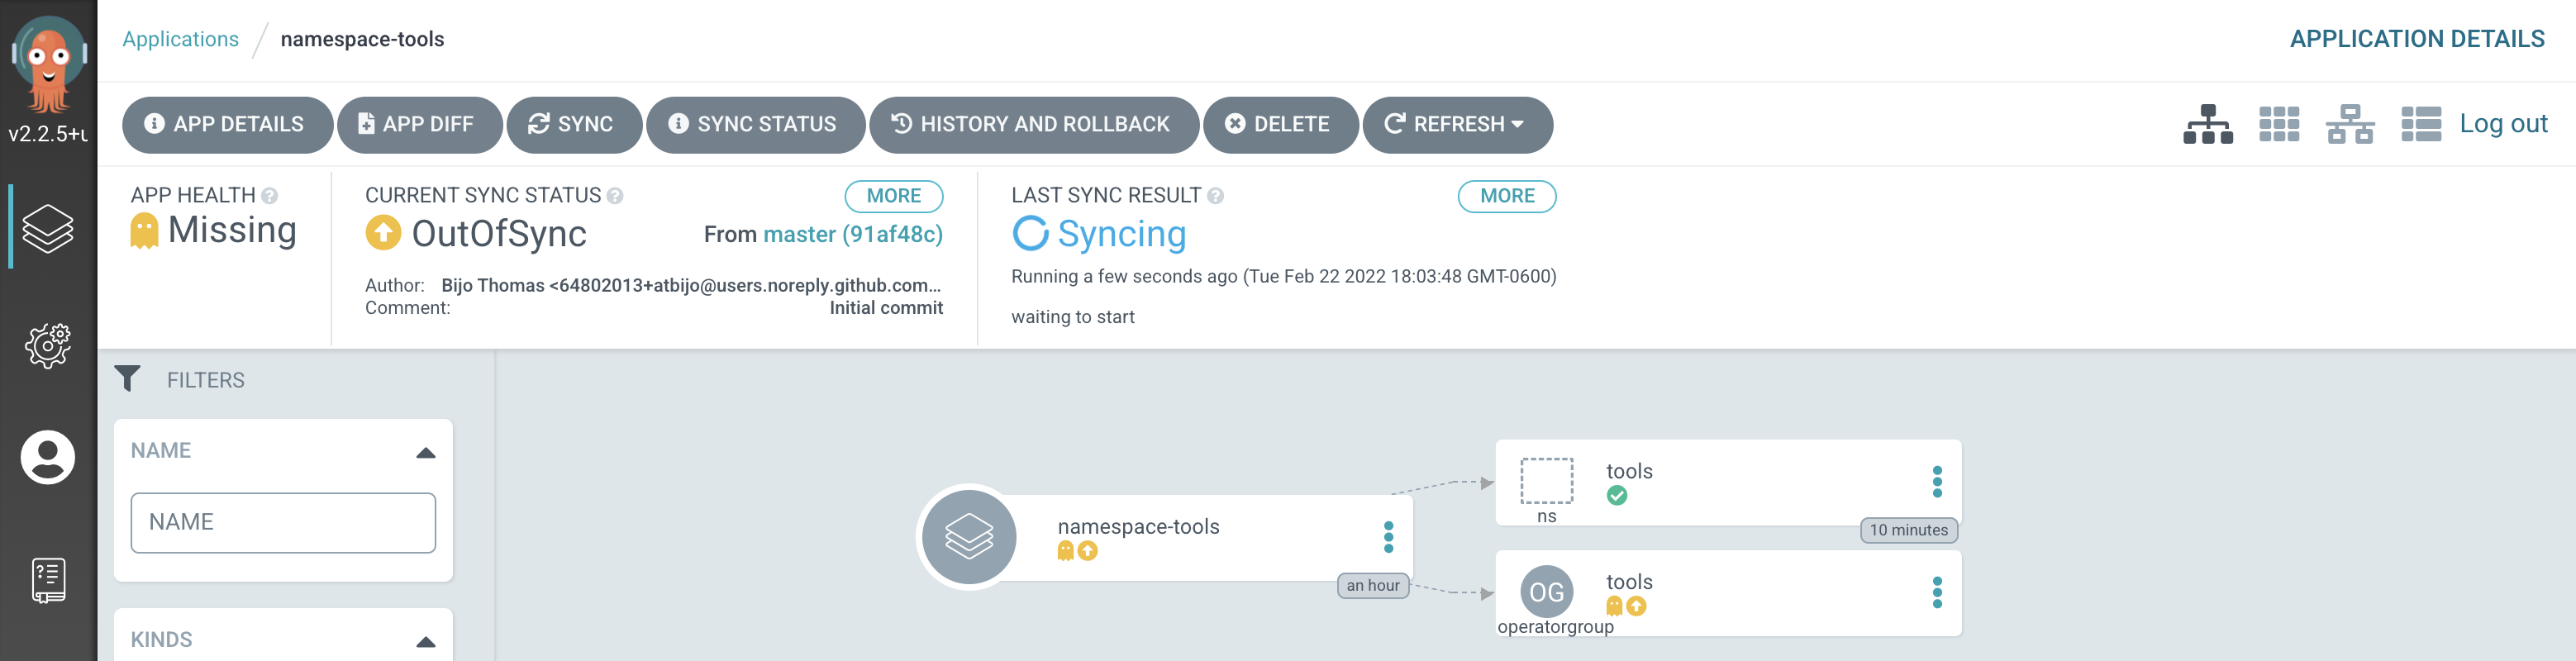 Applications / namespace-tools
APPLICATION DETAILS
v2.2.5+u
APP DETAILS
APP DIFF
SYNC
SYNC STATUS
HISTORY AND ROLLBACK
DELETE
REFRESH
Log out
APP HEALTH
Missing
CURRENT SYNC STATUS
MORE
OutOfSync
From master (91af48c)
Author: Bijo Thomas <64802013+atbijo@users.noreply.github.com...
Comment: Initial commit
LAST SYNC RESULT
MORE
Syncing
Running a few seconds ago (Tue Feb 22 2022 18:03:48 GMT-0600)
waiting to start
FILTERS
NAME
NAME
KINDS
namespace-tools
an hour
tools
ns
10 minutes
OG
tools
operatorgroup